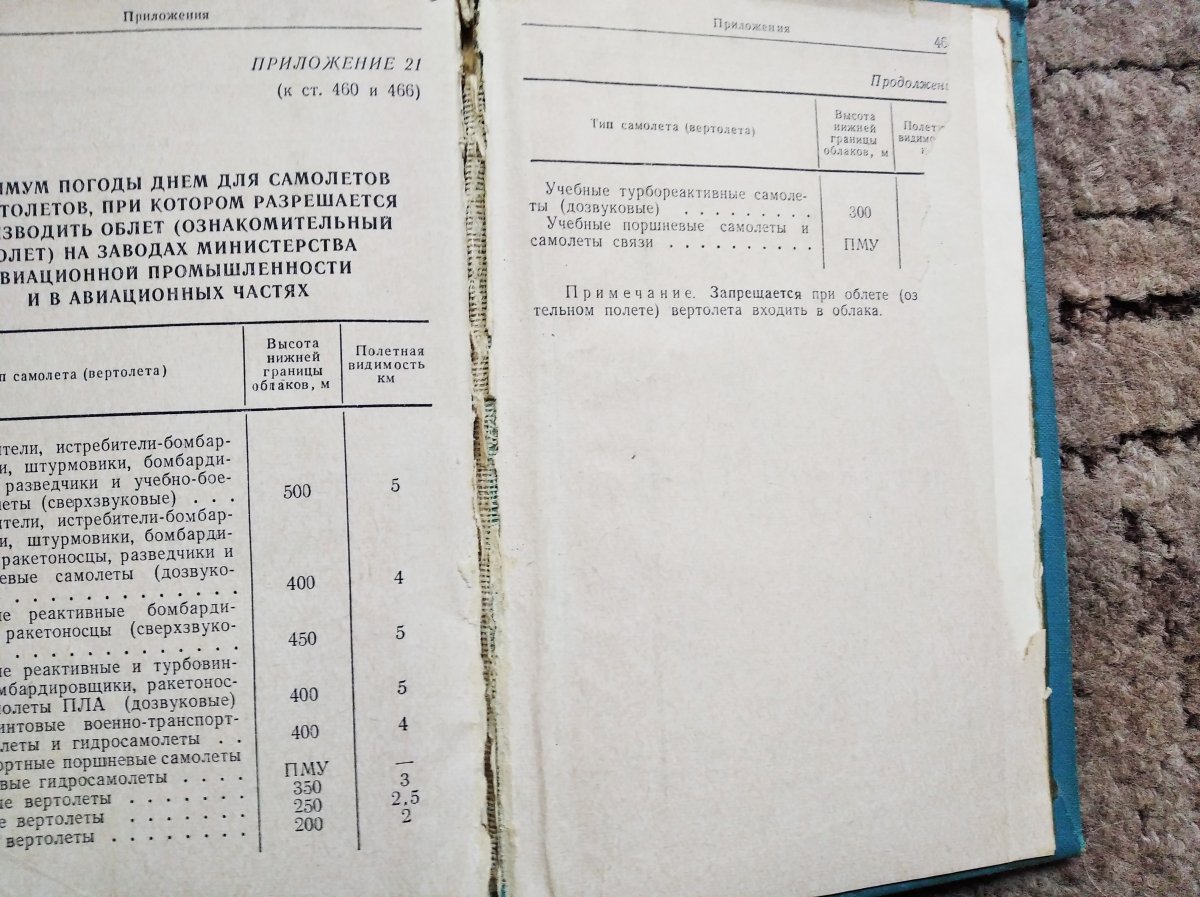 Приложения
ПРИЛОЖЕНИЕ 21
(к ст. 460 и 466)
ПОГОДЫ ДНЕМ ДЛЯ САМОЛЕТОВ
ПРИ КОТОРОМ РАЗРЕШАЕТСЯ
ОБЛЕТ (ОЗНАКОМИТЕЛЬНЫЙ
НА ЗАВОДАХ МИНИСТЕРСТВА
ПРОМЫШЛЕННОСТИ
И В АВИАЦИОННЫХ ЧАСТЯХ
самолета (вертолета)
Высота нижней границы облаков, м
Полетная видимость км
истребители-бомбар-
штурмовики, бомбарди-
разведчики и учебно-бое-
(сверхзвуковые) . . . 500 5
истребители, истребители-бомбар-
штурмовики, бомбарди-
ракетоносцы, разведчики и
самолеты (дозвуко-
. . . . . . . . . . . . 400 4
реактивные бомбарди-
ракетоносцы (сверхзвуко-
. . . . . . . . . . . . 450 5
реактивные и турбовин-
ракетонос-
ПЛА (дозвуковые) 400 5
военно-транспорт-
и гидросамолеты . . 400 4
поршневые самолеты ПМУ —
гидросамолеты . . . . 350 3
вертолеты . . . . . . . 250 2,5
вертолеты . . . . . . . 200 2
вертолеты . . . . . . . .
Приложения
46
Продолжен
Тип самолета (вертолета)
Высота нижней границы облаков, м
Учебные турбореактивные самоле-
ты (дозвуковые) . . . . . . . . . 300
Учебные поршневые самолеты и
самолеты связи . . . . . . . . . . . ПМУ
Примечание. Запрещается при облете (оз
тельном полете) вертолета входить в облака.